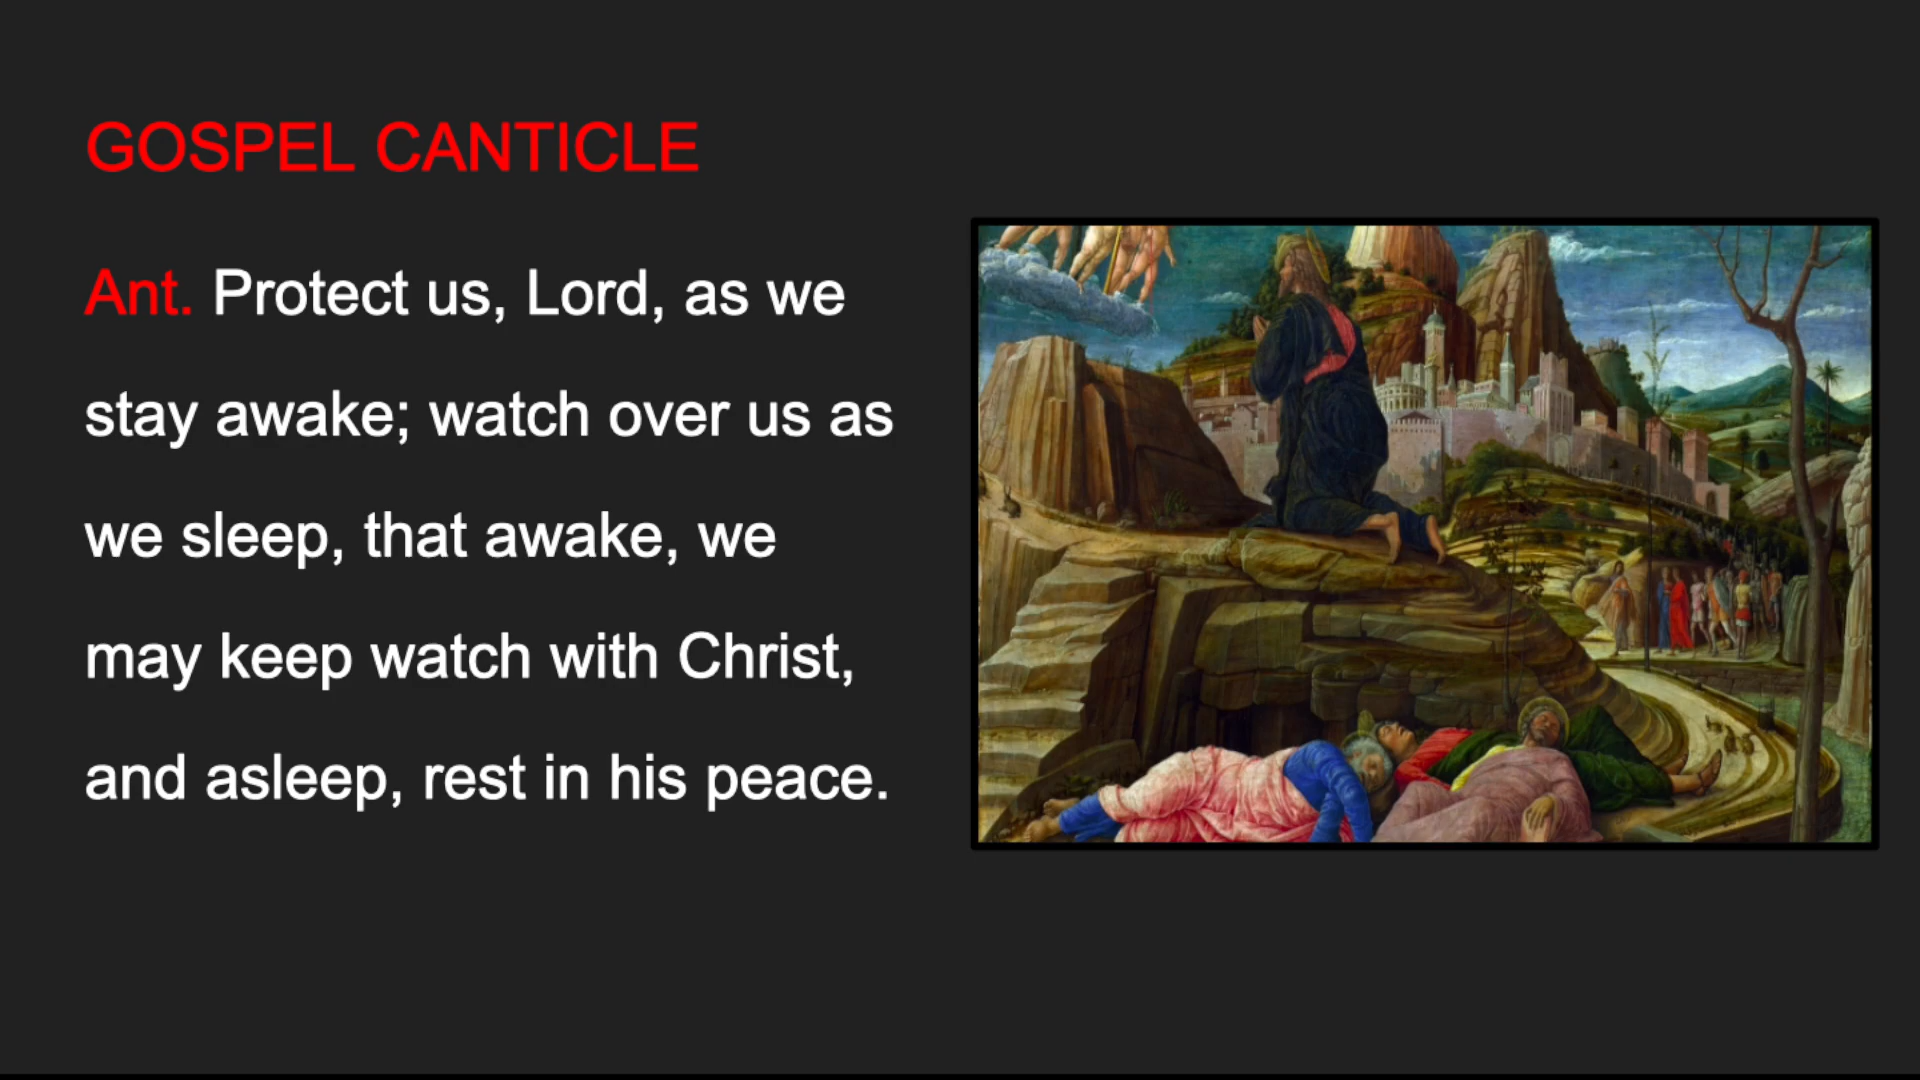 GOSPEL CANTICLE
Ant. Protect us, Lord, as we
stay awake; watch over us as
we sleep, that awake, we
may keep watch with Christ,
and asleep, rest in his peace.